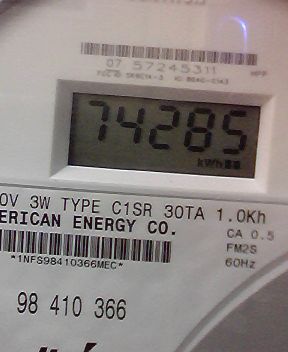 07 57245311
74285
kWh
0V 3W TYPE C1SR 30TA 1.0Kh
ERICAN ENERGY CO.
CA 0.5
FM2S
*1NFS98410366MEC*
60Hz
98 410 366